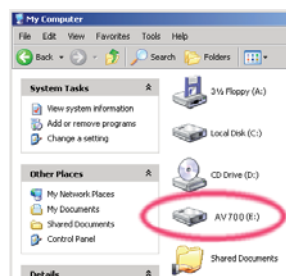 My Computer
File Edit View Favorites Tools Help
Back Search Folders
System Tasks
View system information
Add or remove programs
Change a setting
Other Places
My Network Places
My Documents
Shared Documents
Control Panel
Details
3½ Floppy (A:)
Local Disk (C:)
CD Drive (D:)
AV700 (E:)
Shared Documents